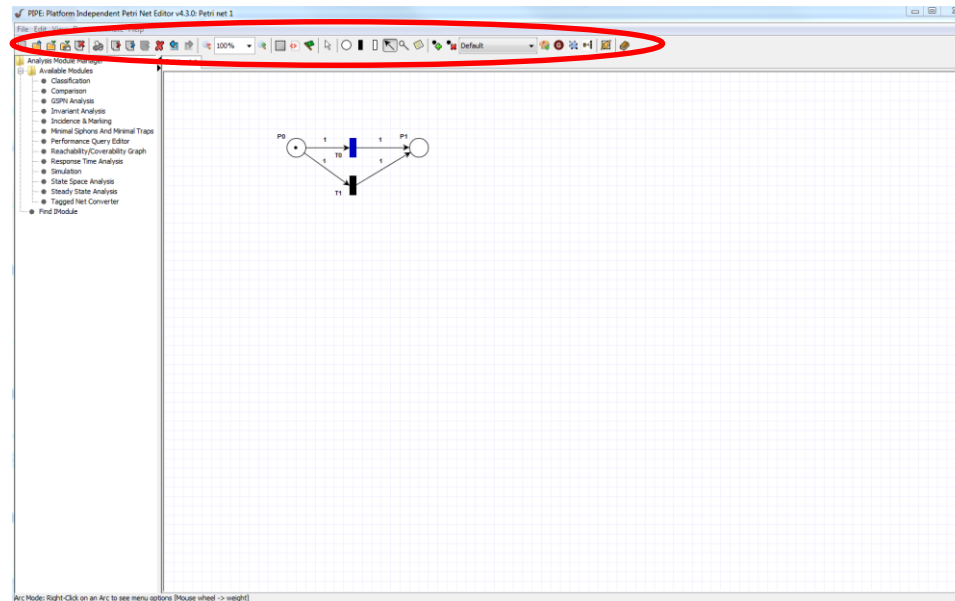 PIPE: Platform Independent Petri Net Editor v4.3.0: Petri net 1
File Edit View Help
100% Default
Analysis Module Manager
Available Modules
Classification
Comparison
GSPN Analysis
Invariant Analysis
Incidence & Marking
Minimal Siphons And Minimal Traps
Performance Query Editor
Reachability/Coverability Graph
Response Time Analysis
Simulation
State Space Analysis
Steady State Analysis
Tagged Net Converter
Find IModule
P0 1 1 P1
T0
1 1
T1
Arc Mode: Right-Click on an Arc to see menu options [Mouse wheel -> weight]